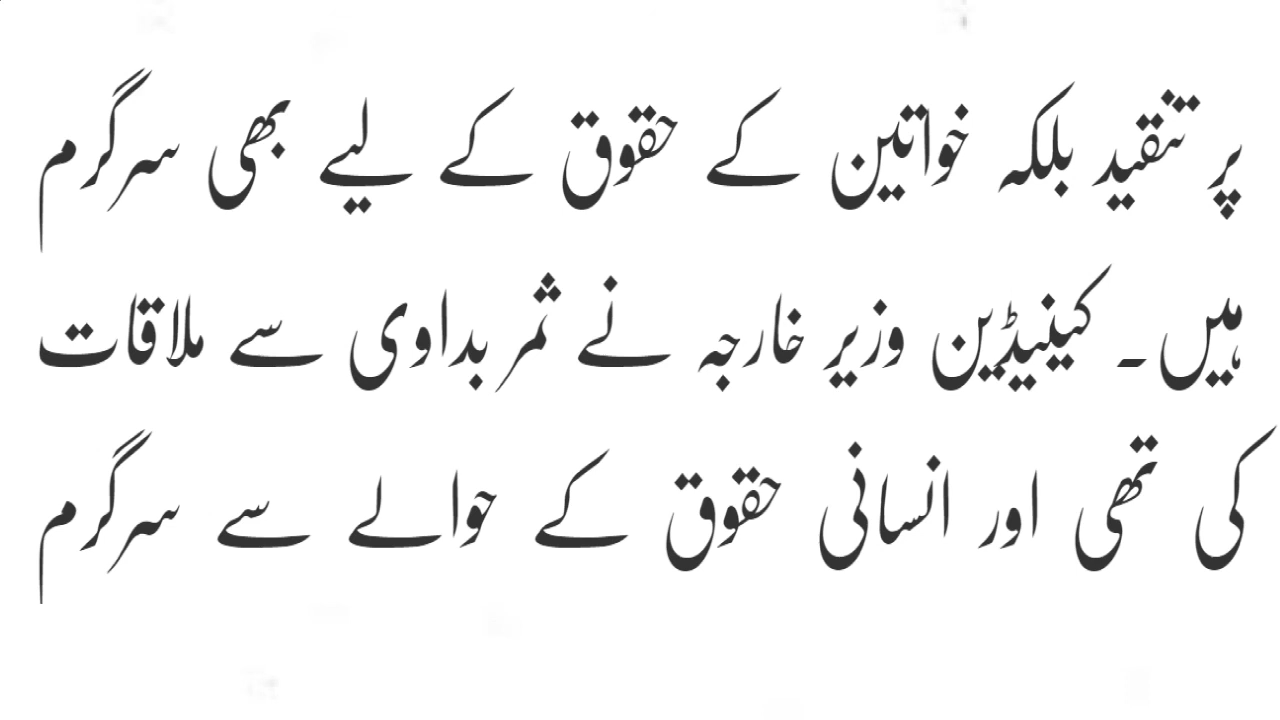 پر تنقید بلکہ خواتین کے حقوق کے لیے بھی سرگرم
ہیں۔ کینیڈین وزیر خارجہ نے ثمر بداوی سے ملاقات
کی تھی اور انسانی حقوق کے حوالے سے سرگرم